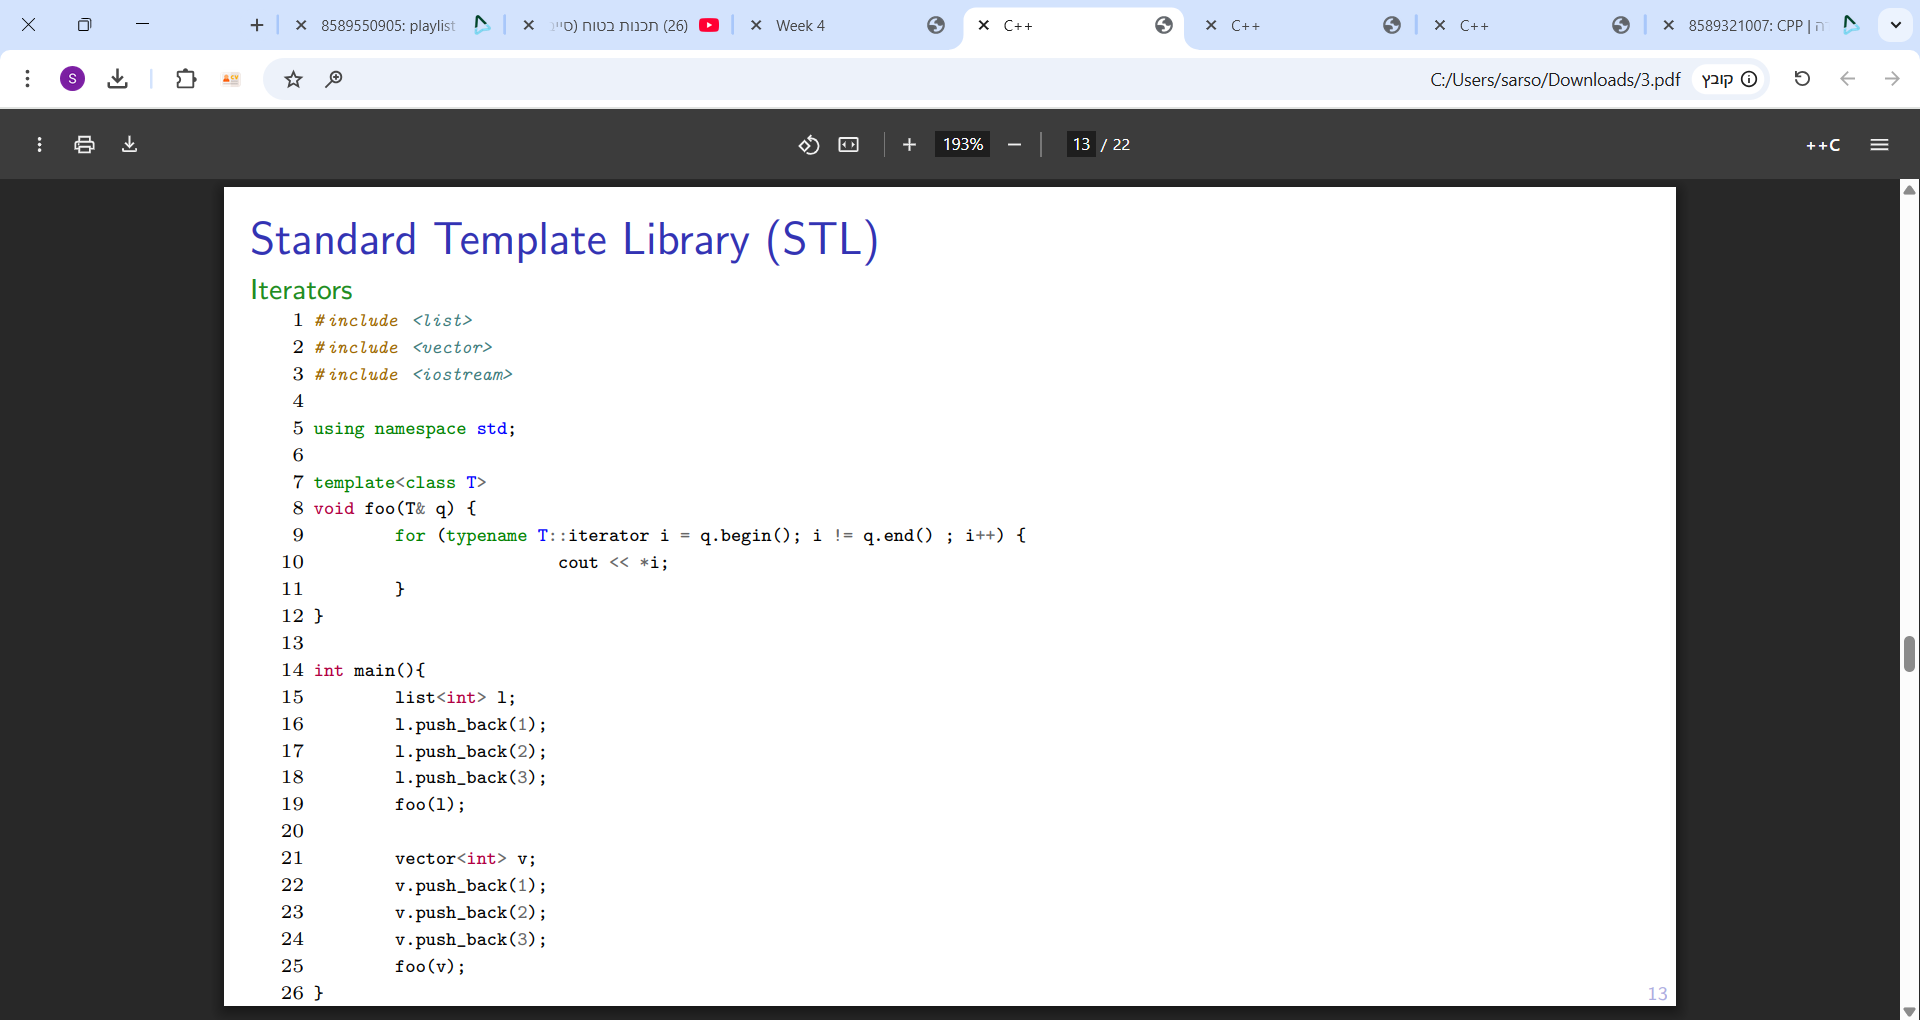 8589550905: playlist
תכנות בטוח (26) (סייב
Week 4
C++
C++
C++
8589321007: CPP | רה
S
C:/Users/sarso/Downloads/3.pdf
קובץ
193%
13 / 22
++C
Standard Template Library (STL)
Iterators
1 #include <list>
2 #include <vector>
3 #include <iostream>
4
5 using namespace std;
6
7 template<class T>
8 void foo(T& q) {
9 for (typename T::iterator i = q.begin(); i != q.end() ; i++) {
10 cout << *i;
11 }
12 }
13
14 int main(){
15 list<int> l;
16 l.push_back(1);
17 l.push_back(2);
18 l.push_back(3);
19 foo(l);
20
21 vector<int> v;
22 v.push_back(1);
23 v.push_back(2);
24 v.push_back(3);
25 foo(v);
26 }
13